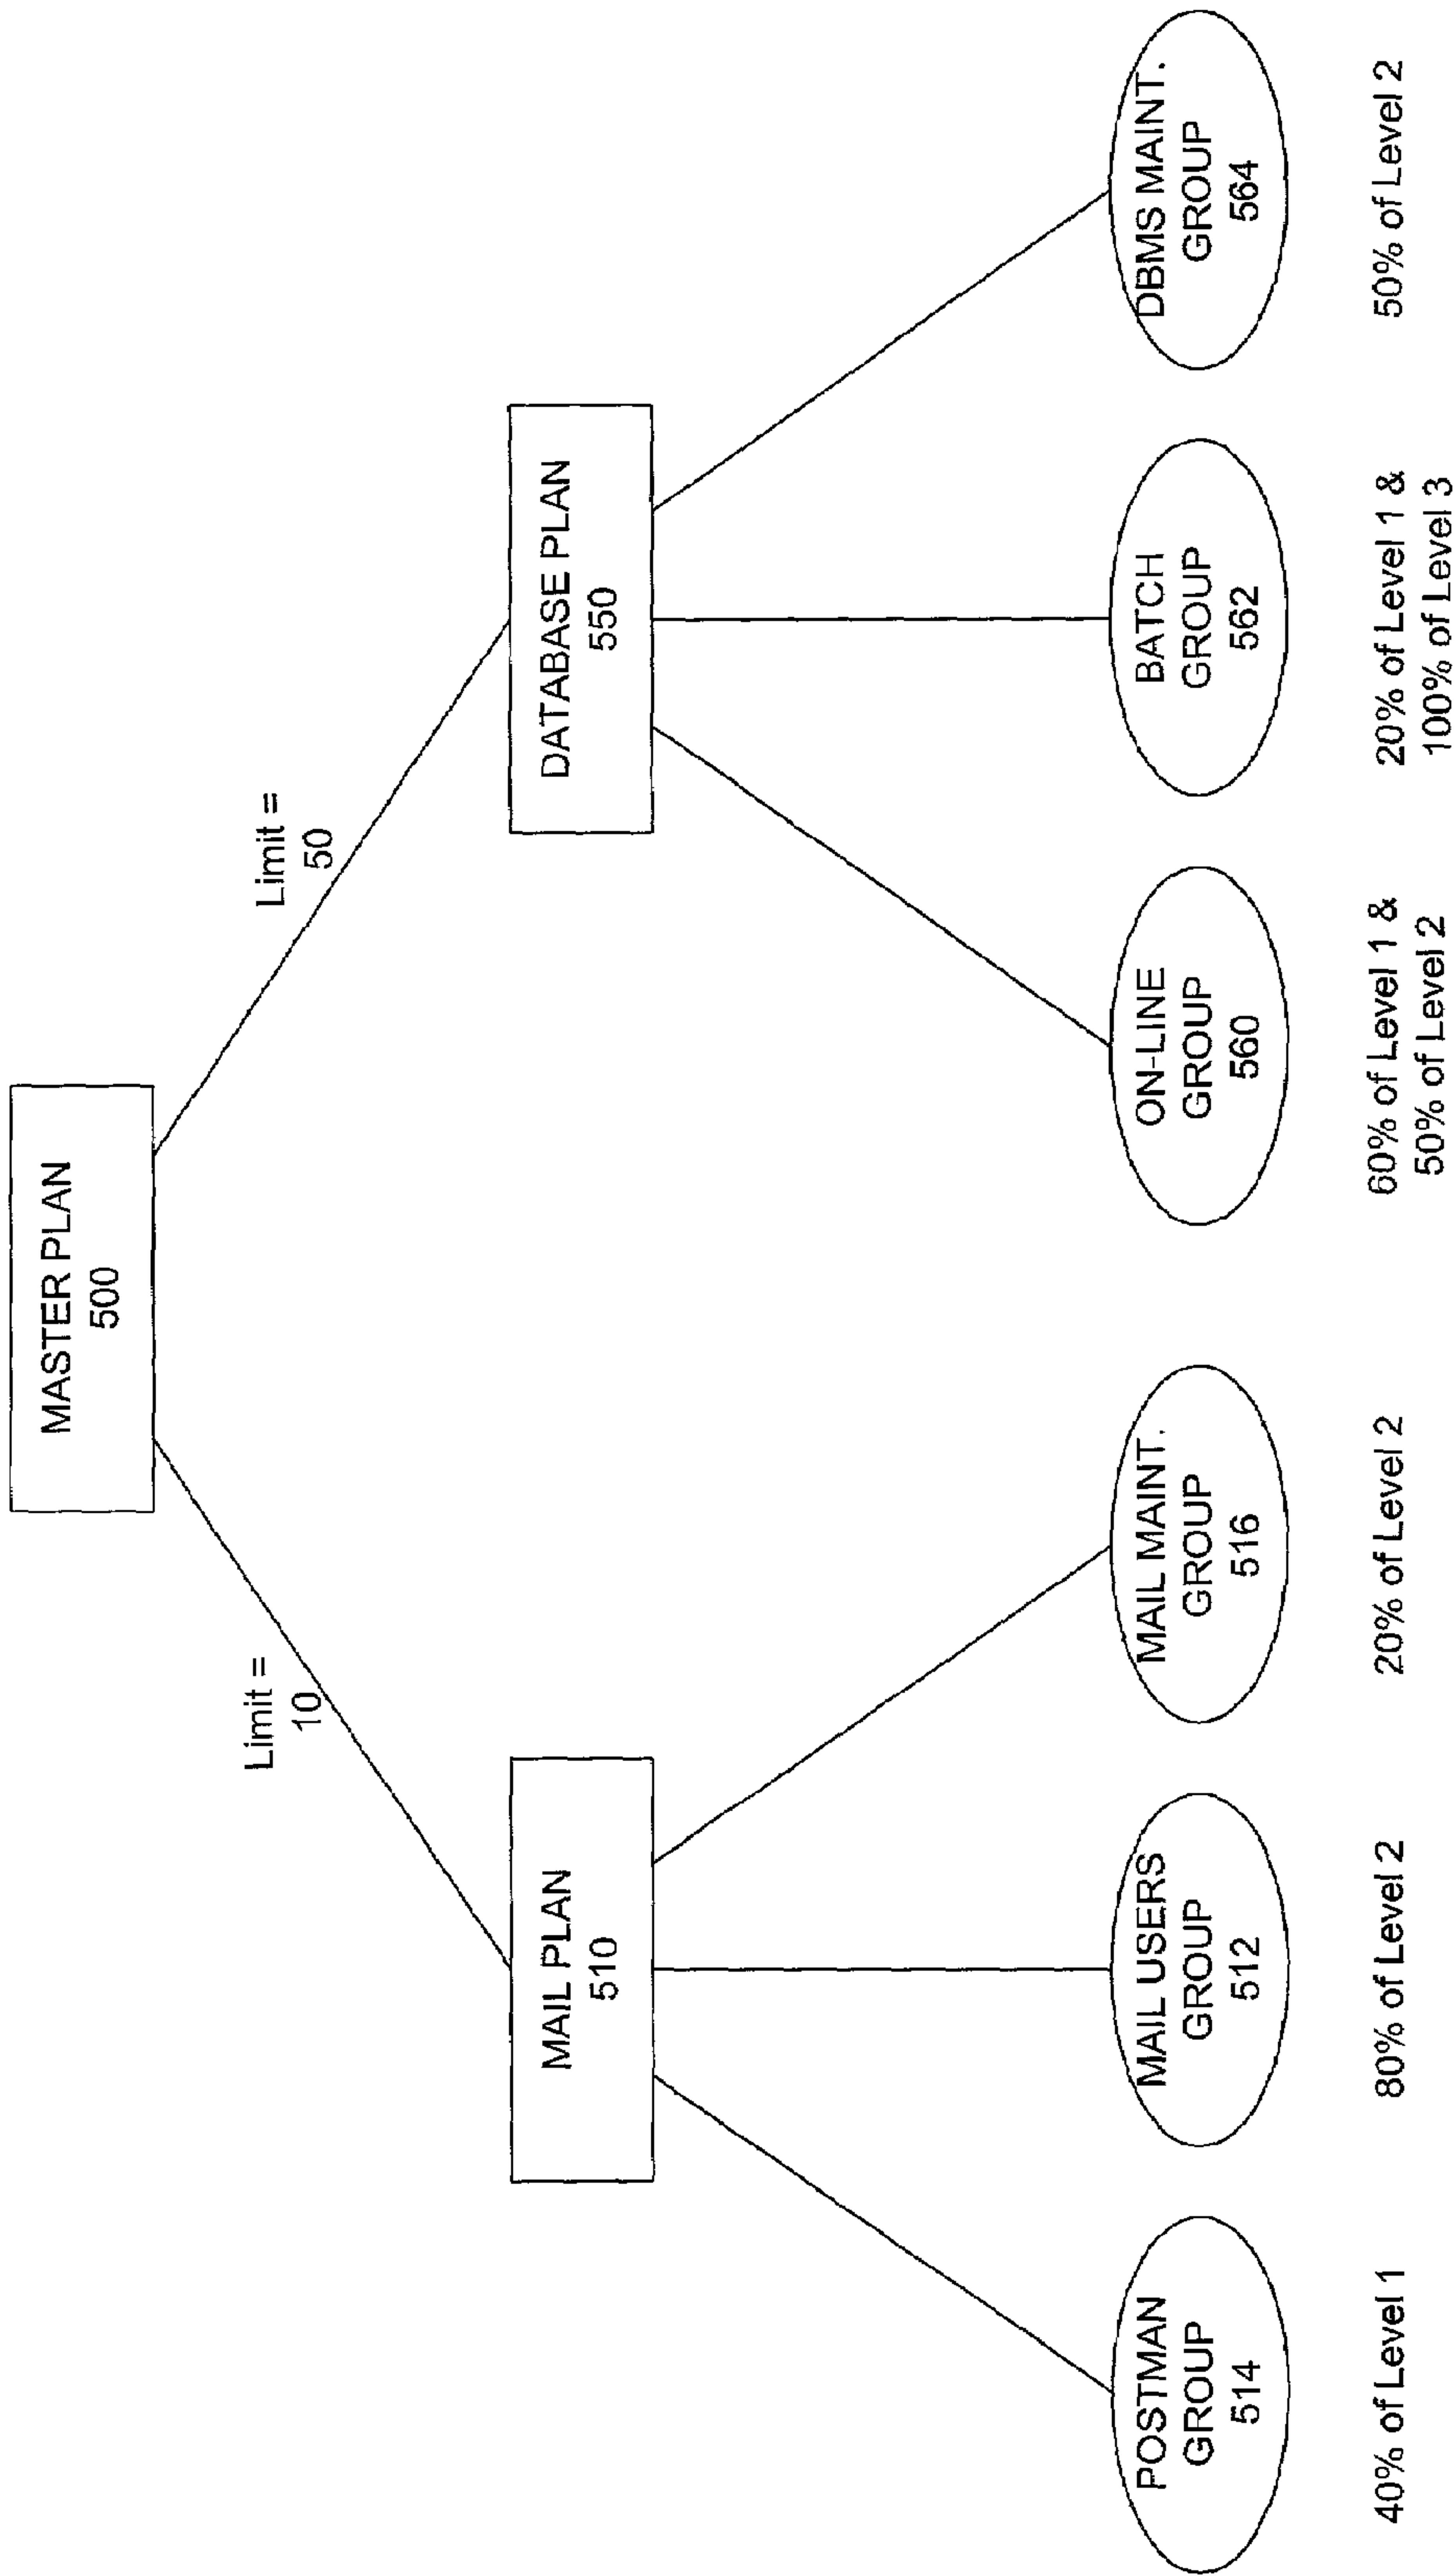 MASTER PLAN
500
Limit =
10
Limit =
50
MAIL PLAN
510
DATABASE PLAN
550
POSTMAN
GROUP
514
MAIL USERS
GROUP
512
MAIL MAINT.
GROUP
516
ON-LINE
GROUP
560
BATCH
GROUP
562
DBMS MAINT.
GROUP
564
40% of Level 1
80% of Level 2
20% of Level 2
60% of Level 1 &
50% of Level 2
20% of Level 1 &
100% of Level 3
50% of Level 2